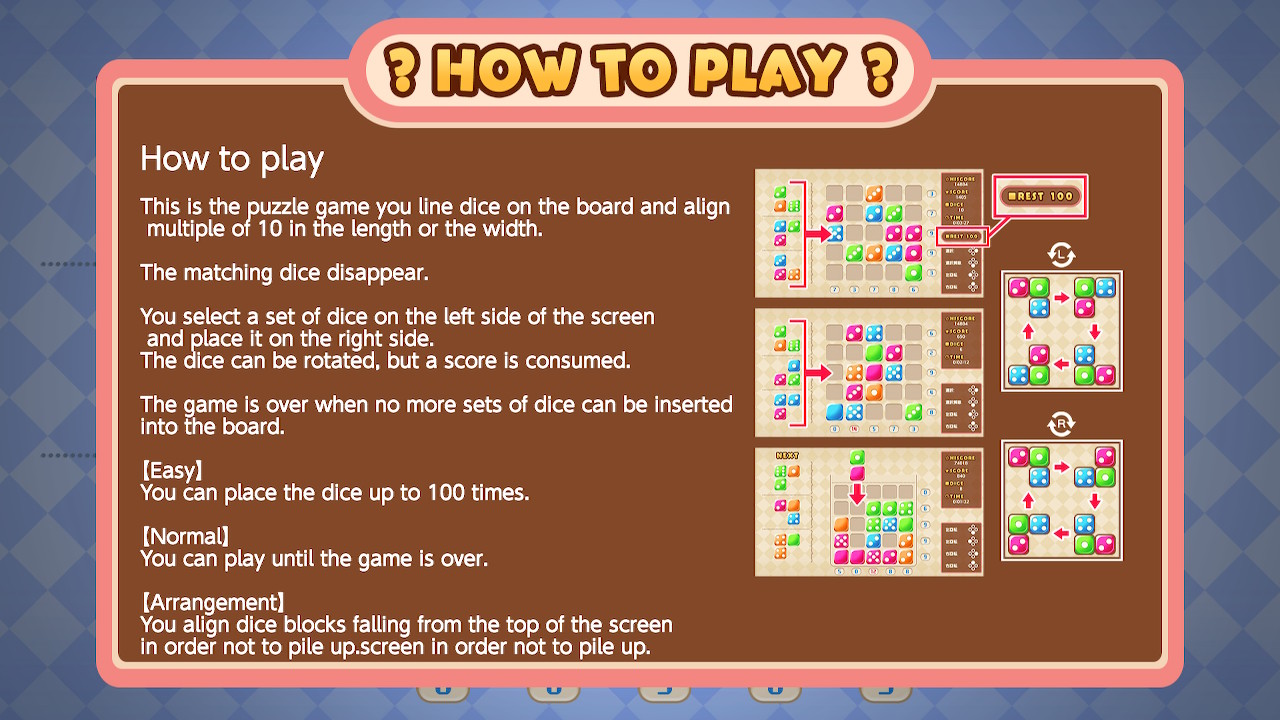 ? HOW TO PLAY ?
How to play
This is the puzzle game you line dice on the board and align
multiple of 10 in the length or the width.
The matching dice disappear.
You select a set of dice on the left side of the screen
and place it on the right side.
The dice can be rotated, but a score is consumed.
The game is over when no more sets of dice can be inserted
into the board.
【Easy】
You can place the dice up to 100 times.
【Normal】
You can play until the game is over.
【Arrangement】
You align dice blocks falling from the top of the screen
in order not to pile up.screen in order not to pile up.
REST 100
L
R
NEXT